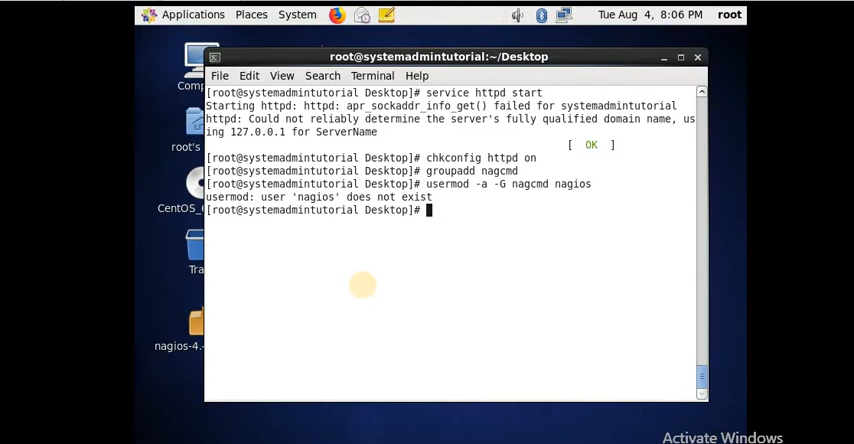 Applications Places System Tue Aug 4, 8:06 PM root
root@systemadmintutorial:~/Desktop
File Edit View Search Terminal Help
[root@systemadmintutorial Desktop]# service httpd start
Starting httpd: httpd: apr_sockaddr_info_get() failed for systemadmintutorial
httpd: Could not reliably determine the server's fully qualified domain name, us
ing 127.0.0.1 for ServerName
[ OK ]
[root@systemadmintutorial Desktop]# chkconfig httpd on
[root@systemadmintutorial Desktop]# groupadd nagcmd
[root@systemadmintutorial Desktop]# usermod -a -G nagcmd nagios
usermod: user 'nagios' does not exist
[root@systemadmintutorial Desktop]#
Comp
root's
CentOS_
Tra
nagios-4.
Activate Windows